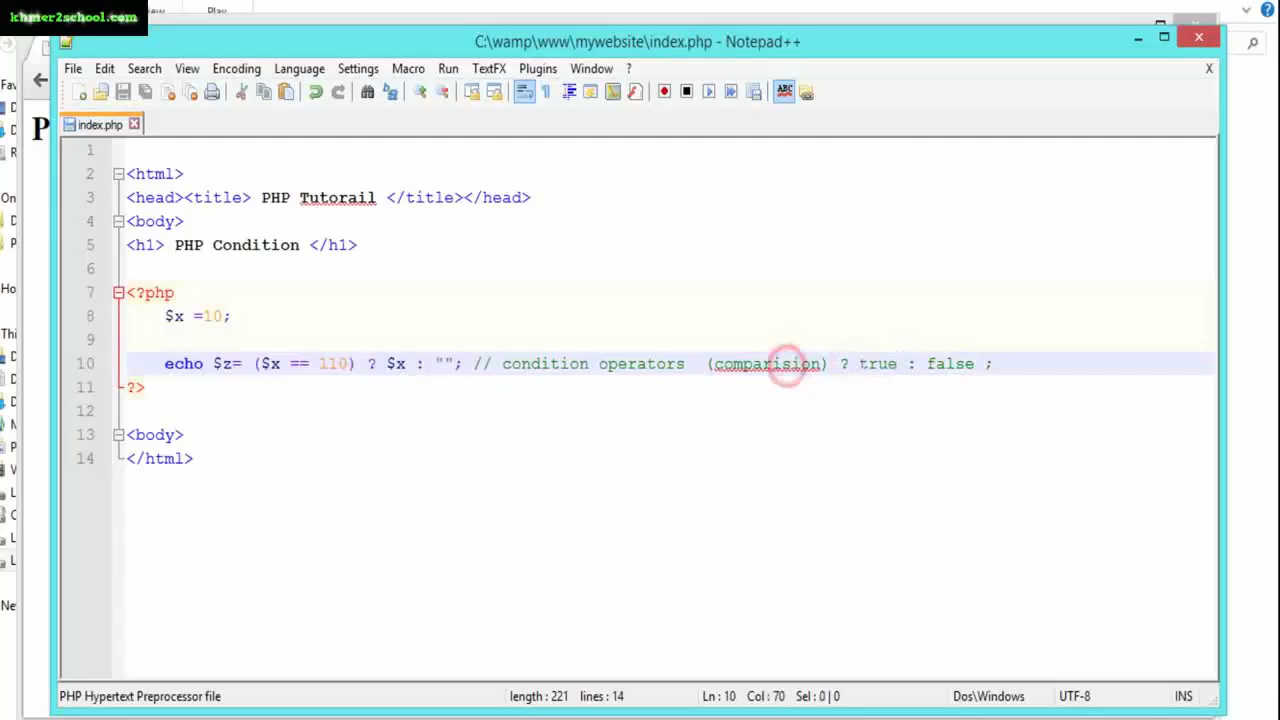 khmer2school.com
Play
C:\wamp\www\mywebsite\index.php - Notepad++
File Edit Search View Encoding Language Settings Macro Run TextFX Plugins Window ? X
index.php
1
2 <html>
3 <head><title> PHP Tutorail </title></head>
4 <body>
5 <h1> PHP Condition </h1>
6
7 <?php
8 $x =10;
9
10 echo $z= ($x == 110) ? $x : ""; // condition operators (comparision) ? true : false ;
11 ?>
12
13 <body>
14 </html>
PHP Hypertext Preprocessor file length : 221 lines : 14 Ln : 10 Col : 70 Sel : 0 | 0 Dos\Windows UTF-8 INS